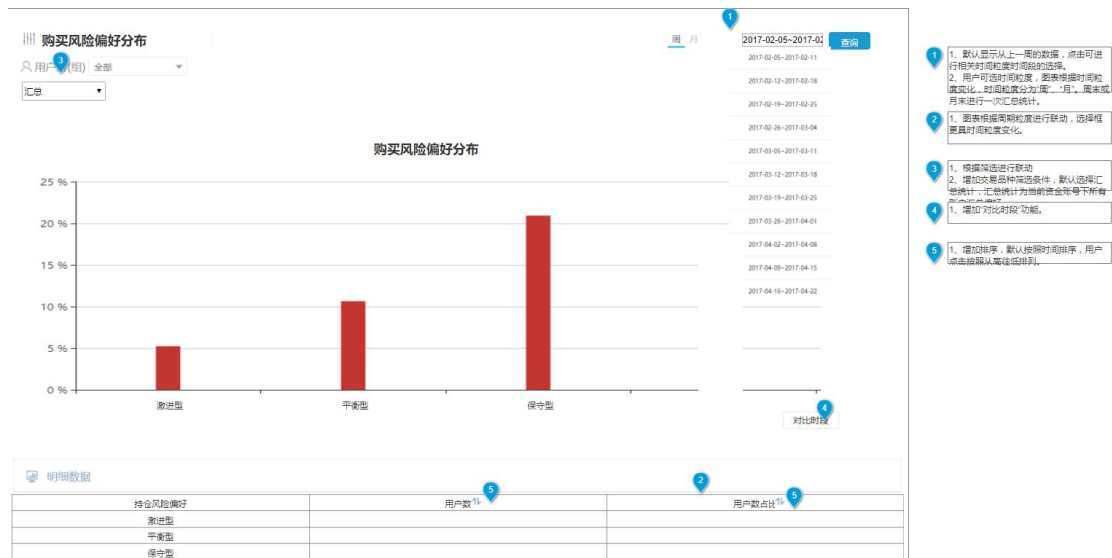 购买风险偏好分布
周 月
2017-02-05~2017-02
查询
用户 (组) 全部
汇总
2017-02-05~2017-02-11
2017-02-12~2017-02-18
2017-02-19~2017-02-25
2017-02-26~2017-03-04
2017-03-05~2017-03-11
2017-03-12~2017-03-18
2017-03-19~2017-03-25
2017-03-26~2017-04-01
2017-04-02~2017-04-08
2017-04-09~2017-04-15
2017-04-16~2017-04-22
购买风险偏好分布
25 %
20 %
15 %
10 %
5 %
0 %
激进型 平衡型 保守型
对比时段
明细数据
持仓风险偏好 用户数 用户数占比
激进型
平衡型
保守型
1
2
3
4
5
2
5
1
1、默认显示从上一周的数据,点击可进
行相关时间粒度时间段的选择。
2、用户可选时间粒度,图表根据时间粒
度变化,时间粒度分为“周”、“月”。周末或
月末进行一次汇总统计。
2
1、图表根据周期粒度进行联动,选择框
更具时间粒度变化。
3
1、根据筛选进行联动
2、增加交易品种筛选条件,默认选择汇
总统计,汇总统计为当前资金账号下所有
4
1、增加“对比时段”功能。
5
1、增加排序,默认按照时间排序,用户
点击按照从高往低排列。